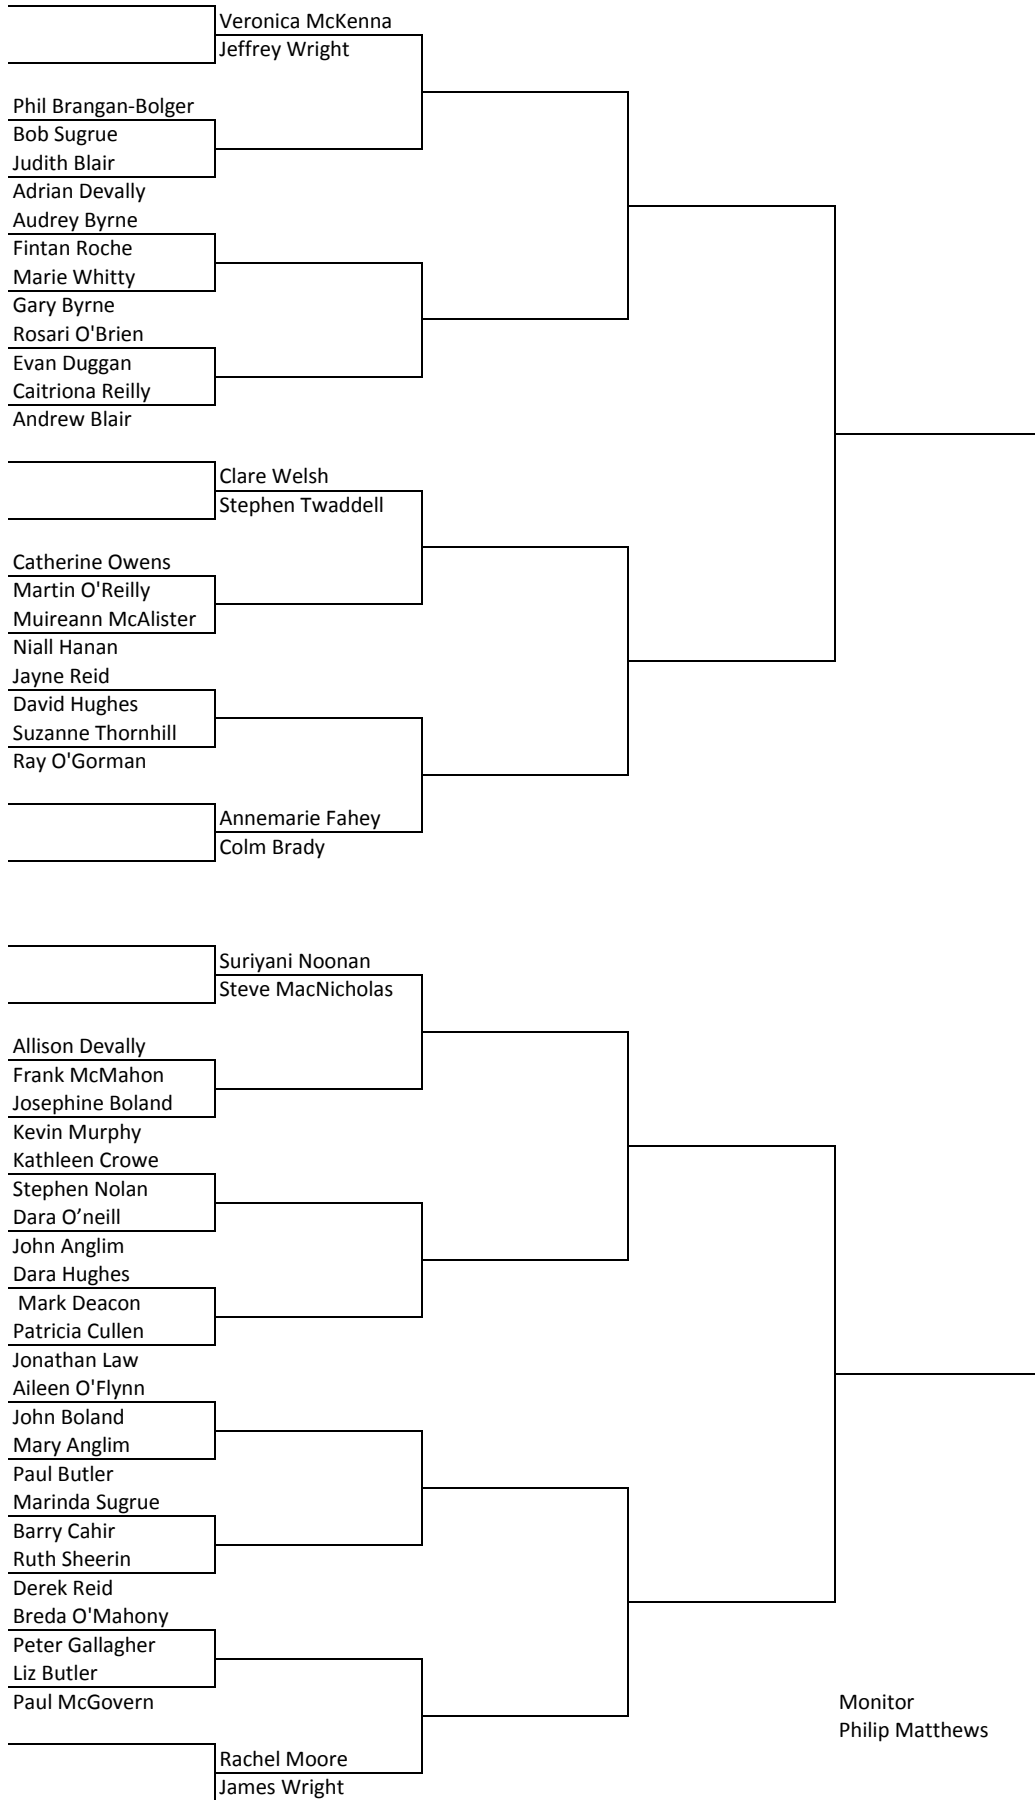 Veronica McKenna
Jeffrey Wright
Phil Brangan-Bolger
Bob Sugrue
Judith Blair
Adrian Devally
Audrey Byrne
Fintan Roche
Marie Whitty
Gary Byrne
Rosari O'Brien
Evan Duggan
Caitriona Reilly
Andrew Blair
Clare Welsh
Stephen Twaddell
Catherine Owens
Martin O'Reilly
Muireann McAlister
Niall Hanan
Jayne Reid
David Hughes
Suzanne Thornhill
Ray O'Gorman
Annemarie Fahey
Colm Brady
Suriyani Noonan
Steve MacNicholas
Allison Devally
Frank McMahon
Josephine Boland
Kevin Murphy
Kathleen Crowe
Stephen Nolan
Dara O’neill
John Anglim
Dara Hughes
Mark Deacon
Patricia Cullen
Jonathan Law
Aileen O'Flynn
John Boland
Mary Anglim
Paul Butler
Marinda Sugrue
Barry Cahir
Ruth Sheerin
Derek Reid
Breda O'Mahony
Peter Gallagher
Liz Butler
Paul McGovern
Monitor
Philip Matthews
Rachel Moore
James Wright